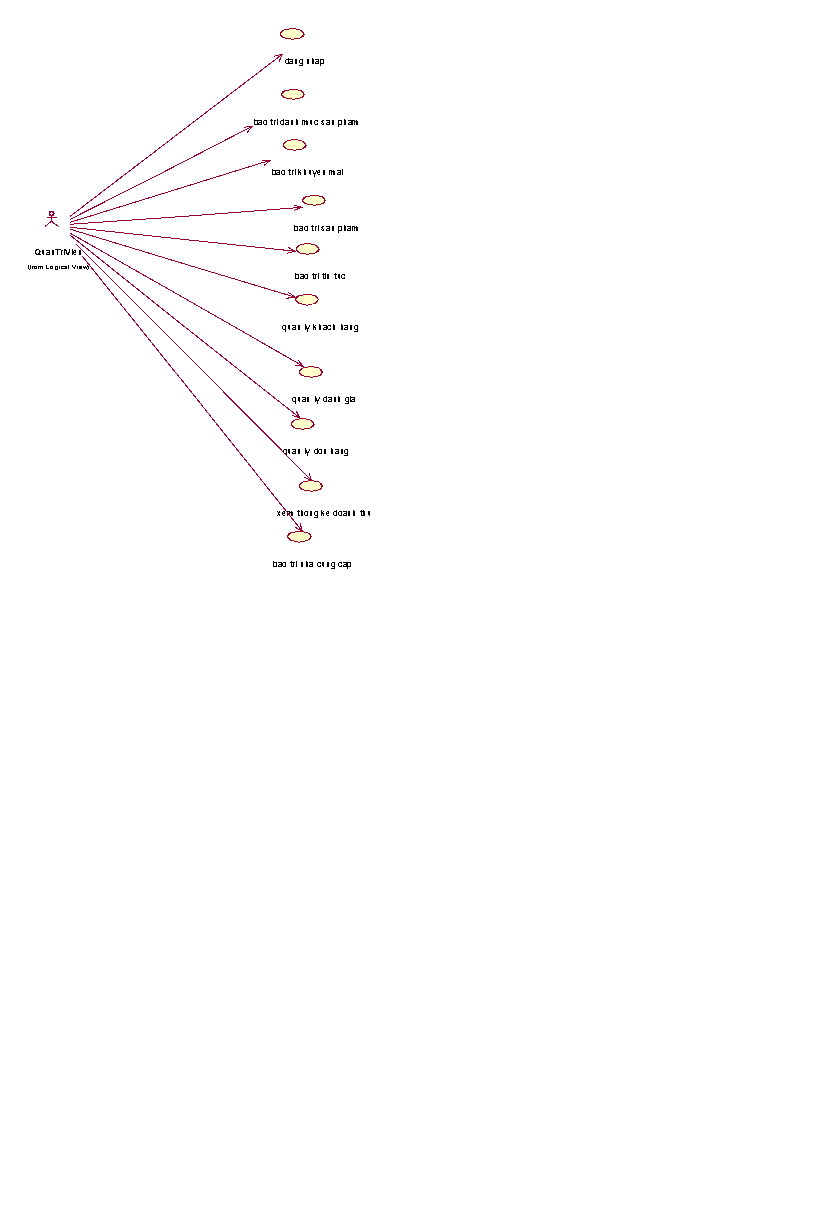 dang nhap
bao tri danh muc san pham
bao tri khuyen mai
bao tri san pham
QuanTriVien
(from Logical View)
bao tri tin tuc
quan ly khach hang
quan ly danh gia
quan ly don hang
xem thong ke doanh thu
bao tri nha cung cap